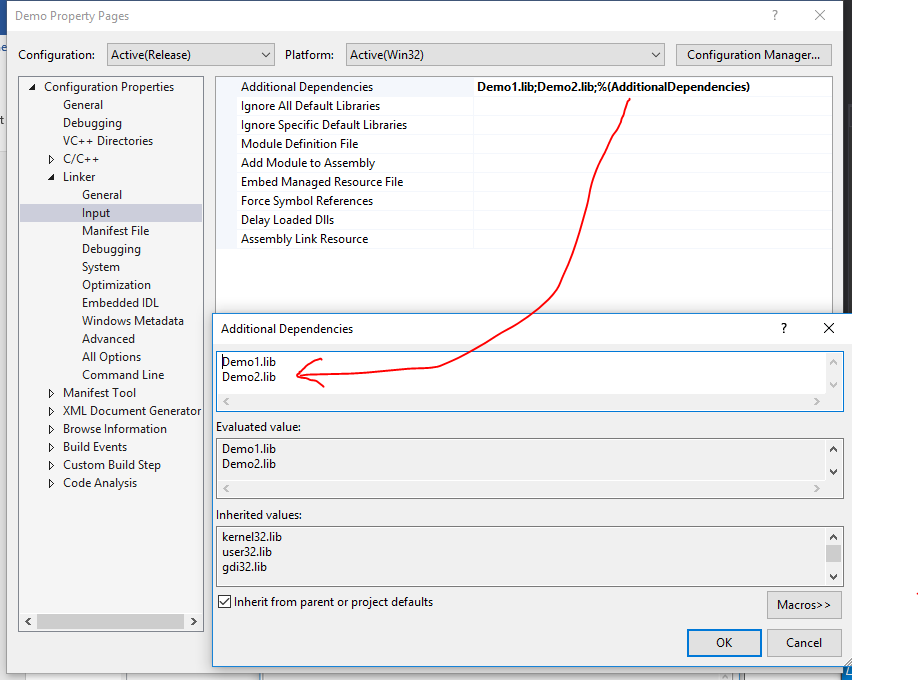 Demo Property Pages
Configuration: Active(Release) Platform: Active(Win32) Configuration Manager...
Configuration Properties
General
Debugging
VC++ Directories
C/C++
Linker
General
Input
Manifest File
Debugging
System
Optimization
Embedded IDL
Windows Metadata
Advanced
All Options
Command Line
Manifest Tool
XML Document Generator
Browse Information
Build Events
Custom Build Step
Code Analysis
Additional Dependencies Demo1.lib;Demo2.lib;%(AdditionalDependencies)
Ignore All Default Libraries
Ignore Specific Default Libraries
Module Definition File
Add Module to Assembly
Embed Managed Resource File
Force Symbol References
Delay Loaded Dlls
Assembly Link Resource
Additional Dependencies
Demo1.lib
Demo2.lib
Evaluated value:
Demo1.lib
Demo2.lib
Inherited values:
kernel32.lib
user32.lib
gdi32.lib
Inherit from parent or project defaults
Macros>>
OK Cancel